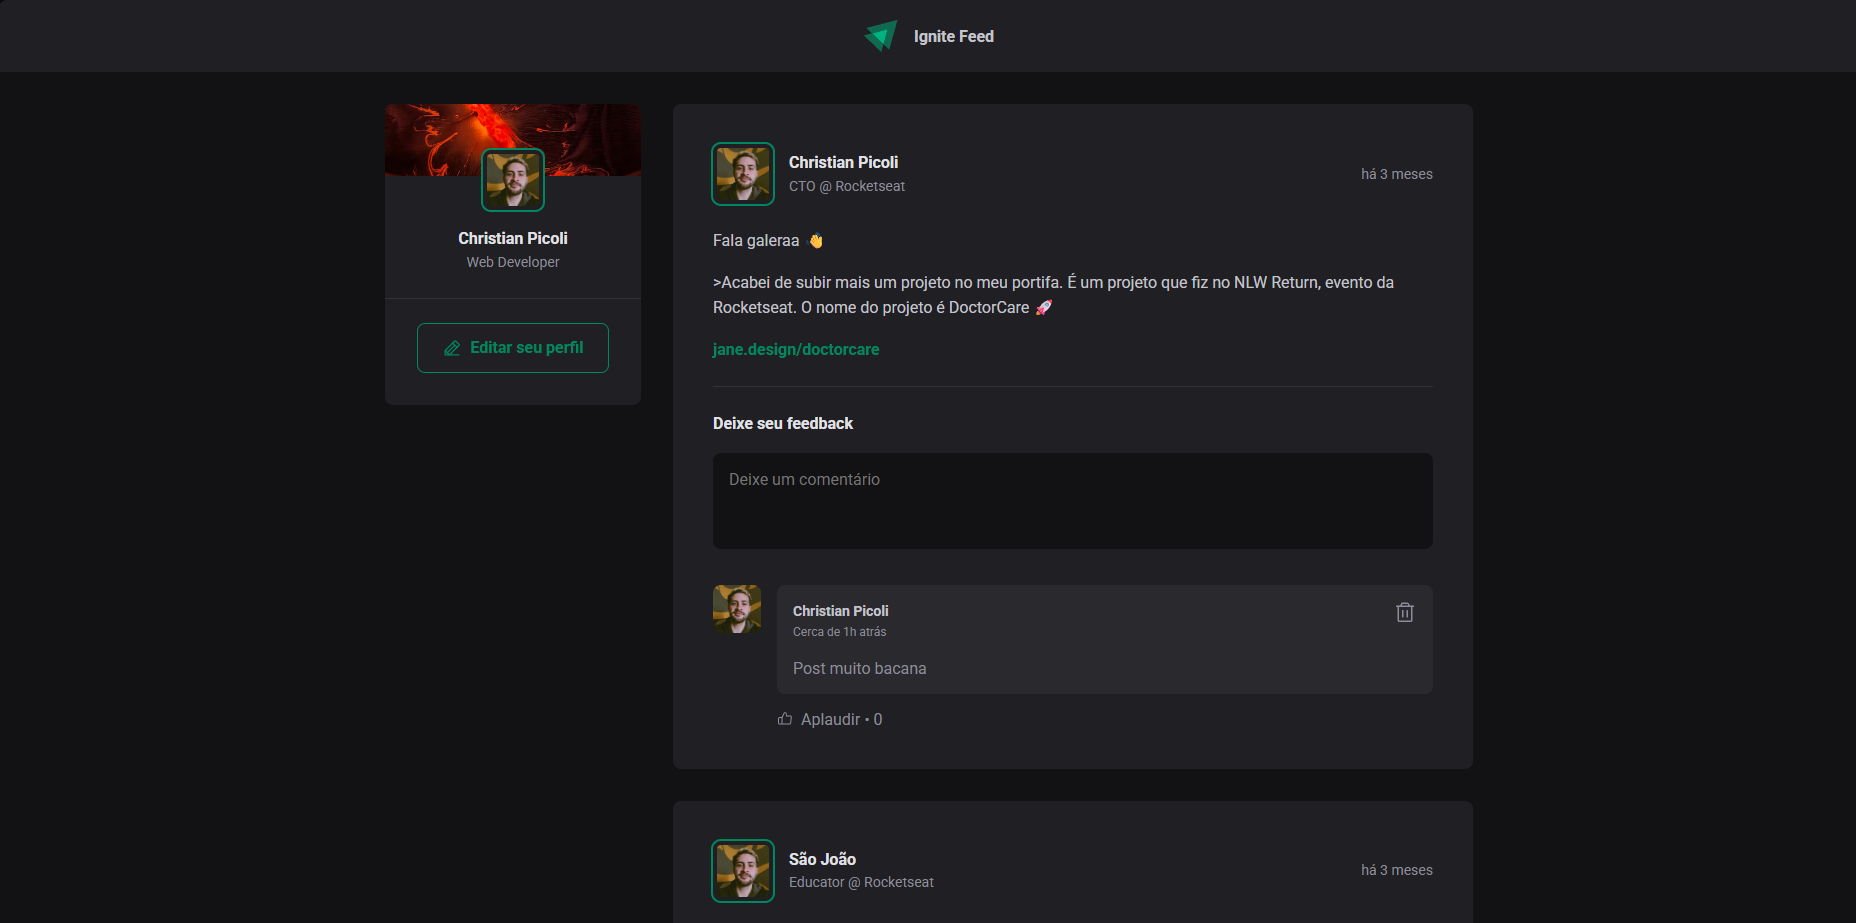 Ignite Feed
Christian Picoli
Web Developer
Editar seu perfil
Christian Picoli
CTO @ Rocketseat
há 3 meses
Fala galeraa 👋
>Acabei de subir mais um projeto no meu portifa. É um projeto que fiz no NLW Return, evento da
Rocketseat. O nome do projeto é DoctorCare 🚀
jane.design/doctorcare
Deixe seu feedback
Deixe um comentário
Christian Picoli
Cerca de 1h atrás
Post muito bacana
Aplaudir • 0
São João
Educator @ Rocketseat
há 3 meses